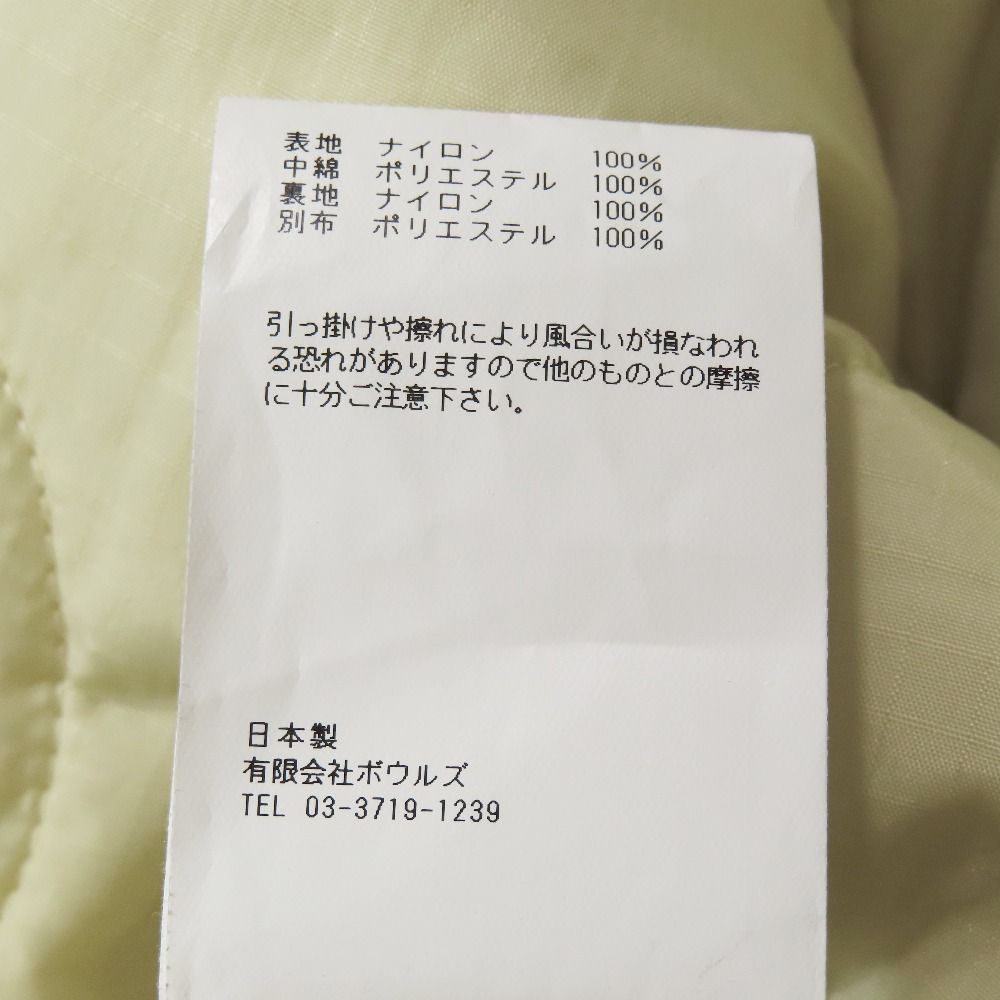 表地 ナイロン 100%
中綿 ポリエステル 100%
裏地 ナイロン 100%
別布 ポリエステル 100%
引っ掛けや擦れにより風合いが損なわれ
る恐れがありますので他のものとの摩擦
に十分ご注意下さい。
日本製
有限会社ボウルズ
TEL 03-3719-1239